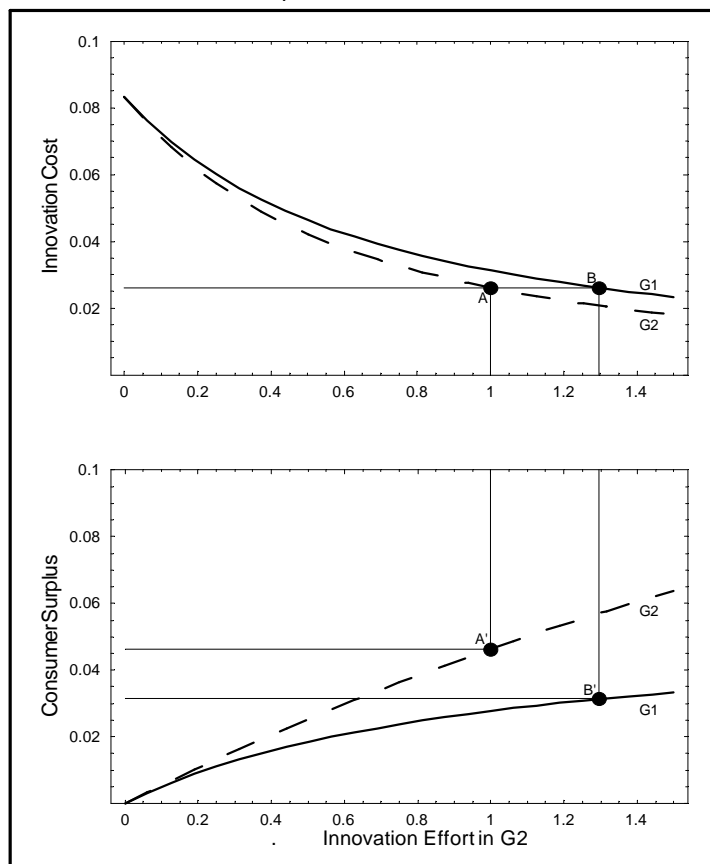 0.1
0.08
0.06
0.04
0.02
Innovation Cost
A
B
G1
G2
0
0.2
0.4
0.6
0.8
1
1.2
1.4
0.1
0.08
0.06
0.04
0.02
Consumer Surplus
A'
B'
G2
G1
0
0.2
0.4
0.6
0.8
1
1.2
1.4
. Innovation Effort in G2